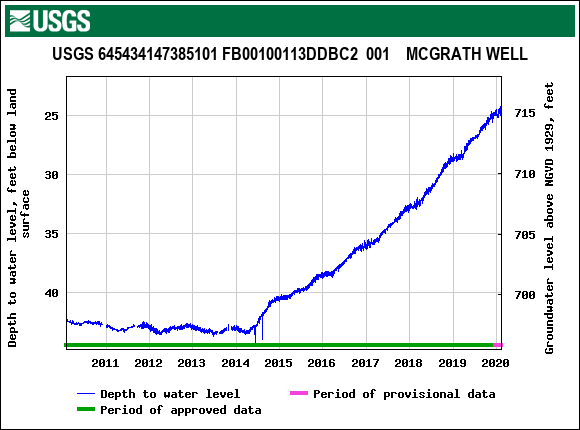 USGS
USGS 645434147385101 FB00100113DDBC2 001 MCGRATH WELL
Depth to water level, feet below land
surface
25
30
35
40
715
710
705
700
Groundwater level above NGVD 1929, feet
2011 2012 2013 2014 2015 2016 2017 2018 2019 2020
Depth to water level
Period of provisional data
Period of approved data